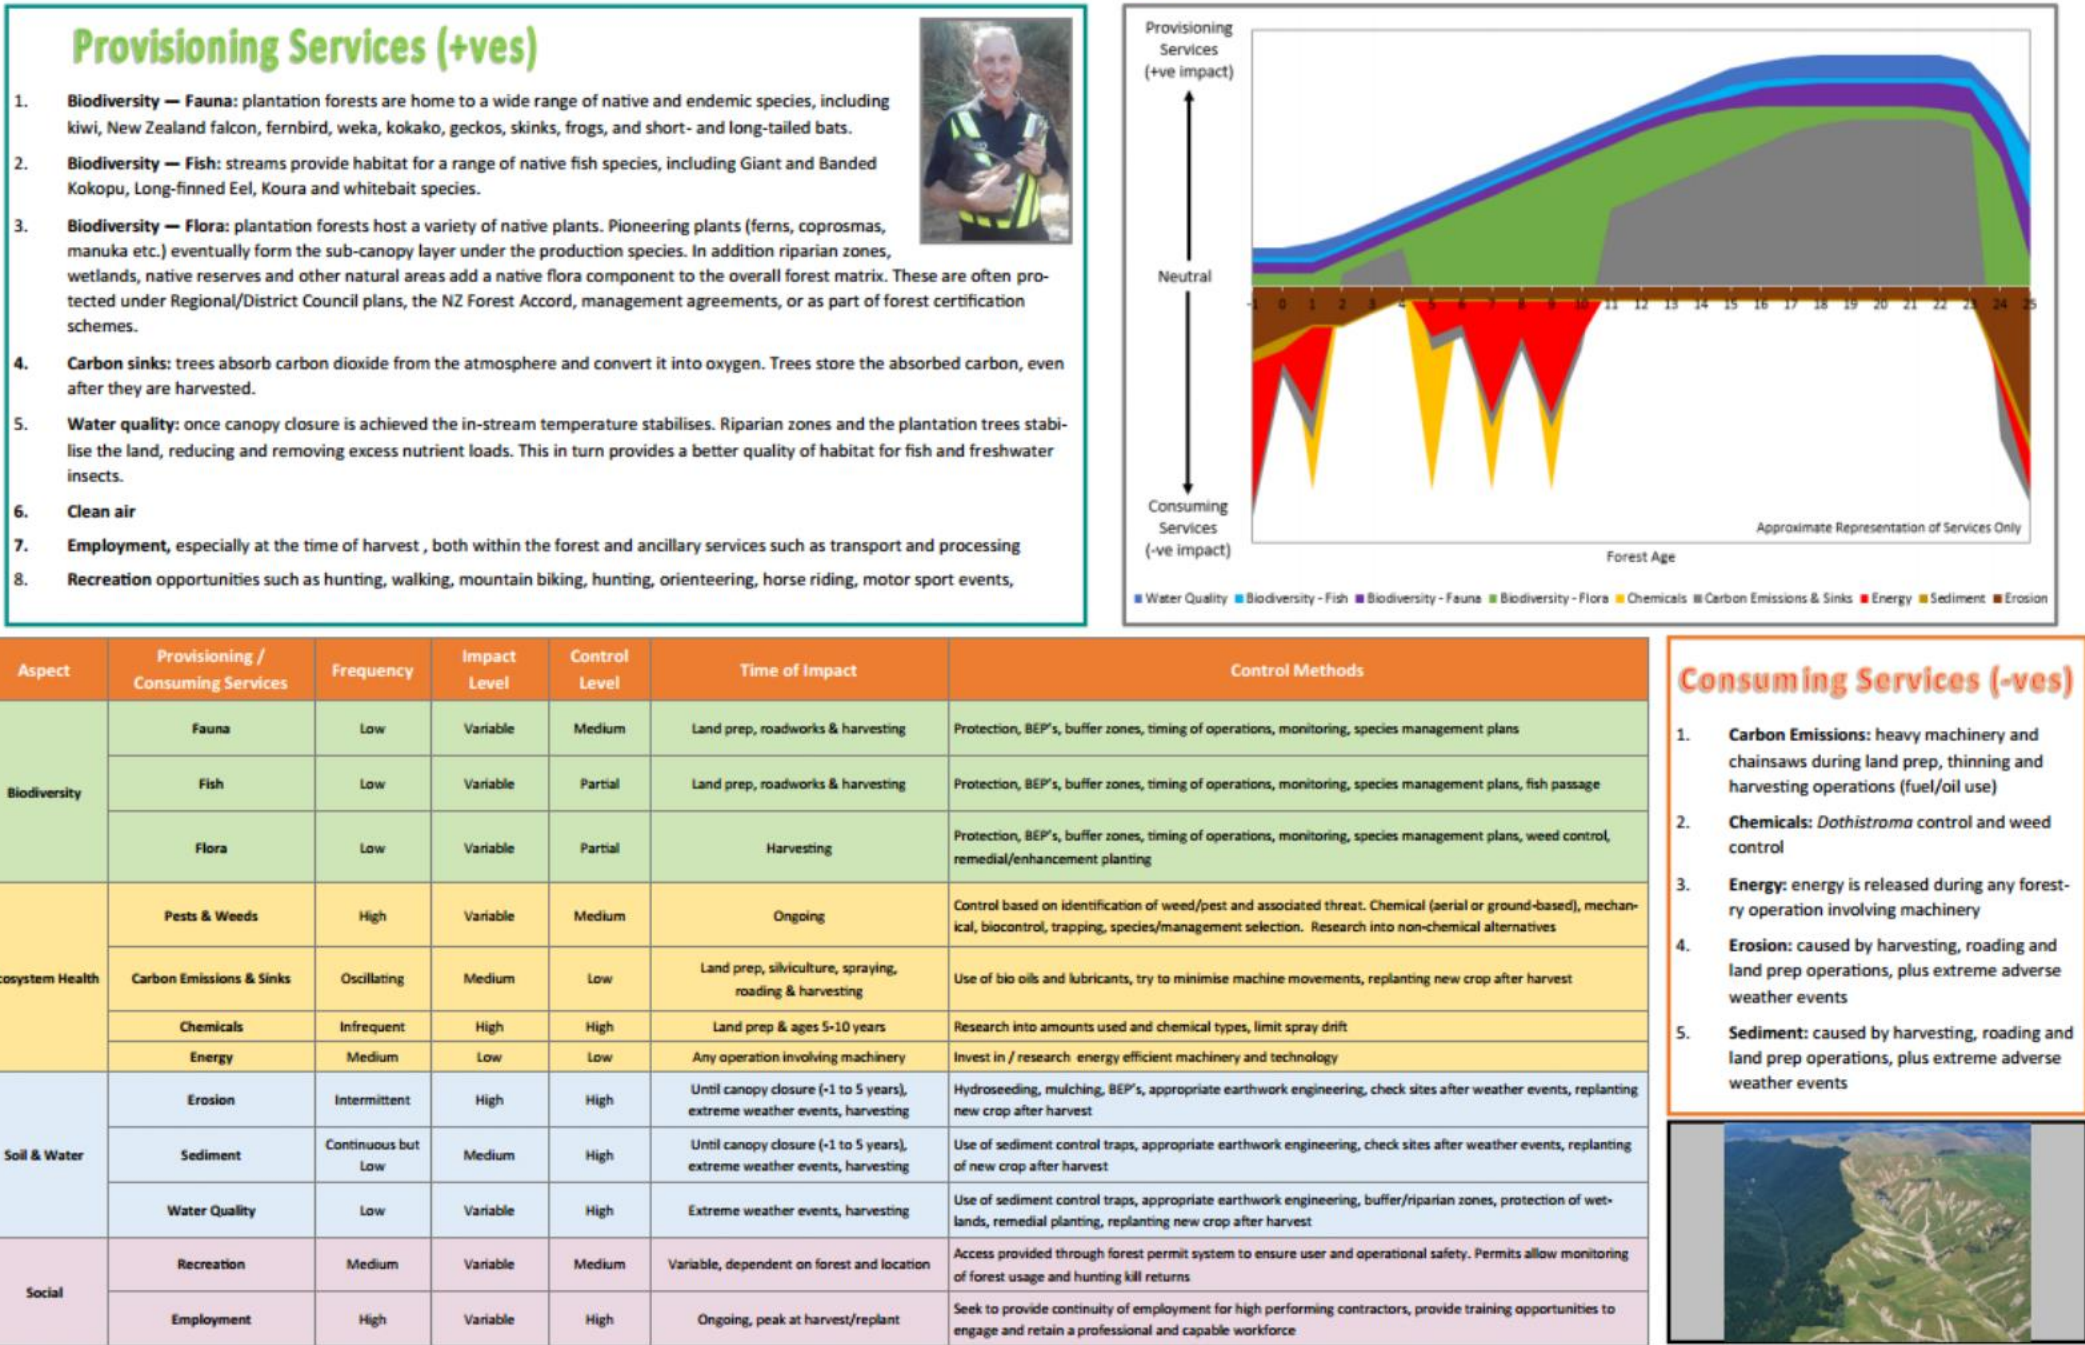 Provisioning Services (+ves)
1. Biodiversity — Fauna: plantation forests are home to a wide range of native and endemic species, including
kiwi, New Zealand falcon, fernbird, weka, kokako, geckos, skinks, frogs, and short- and long-tailed bats.
2. Biodiversity — Fish: streams provide habitat for a range of native fish species, including Giant and Banded
Kokopu, Long-finned Eel, Koura and whitebait species.
3. Biodiversity — Flora: plantation forests host a variety of native plants. Pioneering plants (ferns, coprosmas,
manuka etc.) eventually form the sub-canopy layer under the production species. In addition riparian zones,
wetlands, native reserves and other natural areas add a native flora component to the overall forest matrix. These are often pro-
tected under Regional/District Council plans, the NZ Forest Accord, management agreements, or as part of forest certification
schemes.
4. Carbon sinks: trees absorb carbon dioxide from the atmosphere and convert it into oxygen. Trees store the absorbed carbon, even
after they are harvested.
5. Water quality: once canopy closure is achieved the in-stream temperature stabilises. Riparian zones and the plantation trees stabi-
lise the land, reducing and removing excess nutrient loads. This in turn provides a better quality of habitat for fish and freshwater
insects.
6. Clean air
7. Employment, especially at the time of harvest , both within the forest and ancillary services such as transport and processing
8. Recreation opportunities such as hunting, walking, mountain biking, hunting, orienteering, horse riding, motor sport events,
Provisioning
Services
(+ve impact)
Neutral
Consuming
Services
(-ve impact)
-1 0 1 2 3 4 5 6 7 8 9 10 11 12 13 14 15 16 17 18 19 20 21 22 23 24 25
Approximate Representation of Services Only
Forest Age
Water Quality Biodiversity - Fish Biodiversity - Fauna Biodiversity - Flora Chemicals Carbon Emissions & Sinks Energy Sediment Erosion
Aspect
Provisioning /
Consuming Services
Frequency
Impact
Level
Control
Level
Time of Impact
Control Methods
Biodiversity
Fauna
Low
Variable
Medium
Land prep, roadworks & harvesting
Protection, BEP's, buffer zones, timing of operations, monitoring, species management plans
Fish
Low
Variable
Partial
Land prep, roadworks & harvesting
Protection, BEP's, buffer zones, timing of operations, monitoring, species management plans, fish passage
Flora
Low
Variable
Partial
Harvesting
Protection, BEP's, buffer zones, timing of operations, monitoring, species management plans, weed control,
remedial/enhancement planting
cosystem Health
Pests & Weeds
High
Variable
Medium
Ongoing
Control based on identification of weed/pest and associated threat. Chemical (aerial or ground-based), mechan-
ical, biocontrol, trapping, species/management selection. Research into non-chemical alternatives
Carbon Emissions & Sinks
Oscillating
Medium
Low
Land prep, silviculture, spraying,
roading & harvesting
Use of bio oils and lubricants, try to minimise machine movements, replanting new crop after harvest
Chemicals
Infrequent
High
High
Land prep & ages 5-10 years
Research into amounts used and chemical types, limit spray drift
Energy
Medium
Low
Low
Any operation involving machinery
Invest in / research energy efficient machinery and technology
Soil & Water
Erosion
Intermittent
High
High
Until canopy closure (-1 to 5 years),
extreme weather events, harvesting
Hydroseeding, mulching, BEP's, appropriate earthwork engineering, check sites after weather events, replanting
new crop after harvest
Sediment
Continuous but
Low
Medium
High
Until canopy closure (-1 to 5 years),
extreme weather events, harvesting
Use of sediment control traps, appropriate earthwork engineering, check sites after weather events, replanting
of new crop after harvest
Water Quality
Low
Variable
High
Extreme weather events, harvesting
Use of sediment control traps, appropriate earthwork engineering, buffer/riparian zones, protection of wet-
lands, remedial planting, replanting new crop after harvest
Social
Recreation
Medium
Variable
Medium
Variable, dependent on forest and location
Access provided through forest permit system to ensure user and operational safety. Permits allow monitoring
of forest usage and hunting kill returns
Employment
High
Variable
High
Ongoing, peak at harvest/replant
Seek to provide continuity of employment for high performing contractors, provide training opportunities to
engage and retain a professional and capable workforce
Consuming Services (-ves)
1. Carbon Emissions: heavy machinery and
chainsaws during land prep, thinning and
harvesting operations (fuel/oil use)
2. Chemicals: Dothistroma control and weed
control
3. Energy: energy is released during any forest-
ry operation involving machinery
4. Erosion: caused by harvesting, roading and
land prep operations, plus extreme adverse
weather events
5. Sediment: caused by harvesting, roading and
land prep operations, plus extreme adverse
weather events